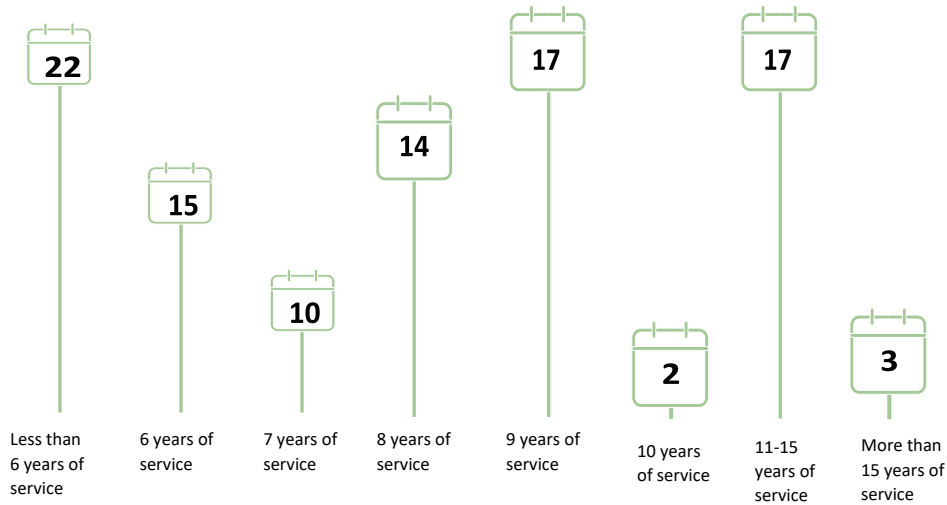 22
15
10
14
17
2
17
3
Less than
6 years of
service
6 years of
service
7 years of
service
8 years of
service
9 years of
service
10 years
of service
11-15
years of
service
More than
15 years of
service